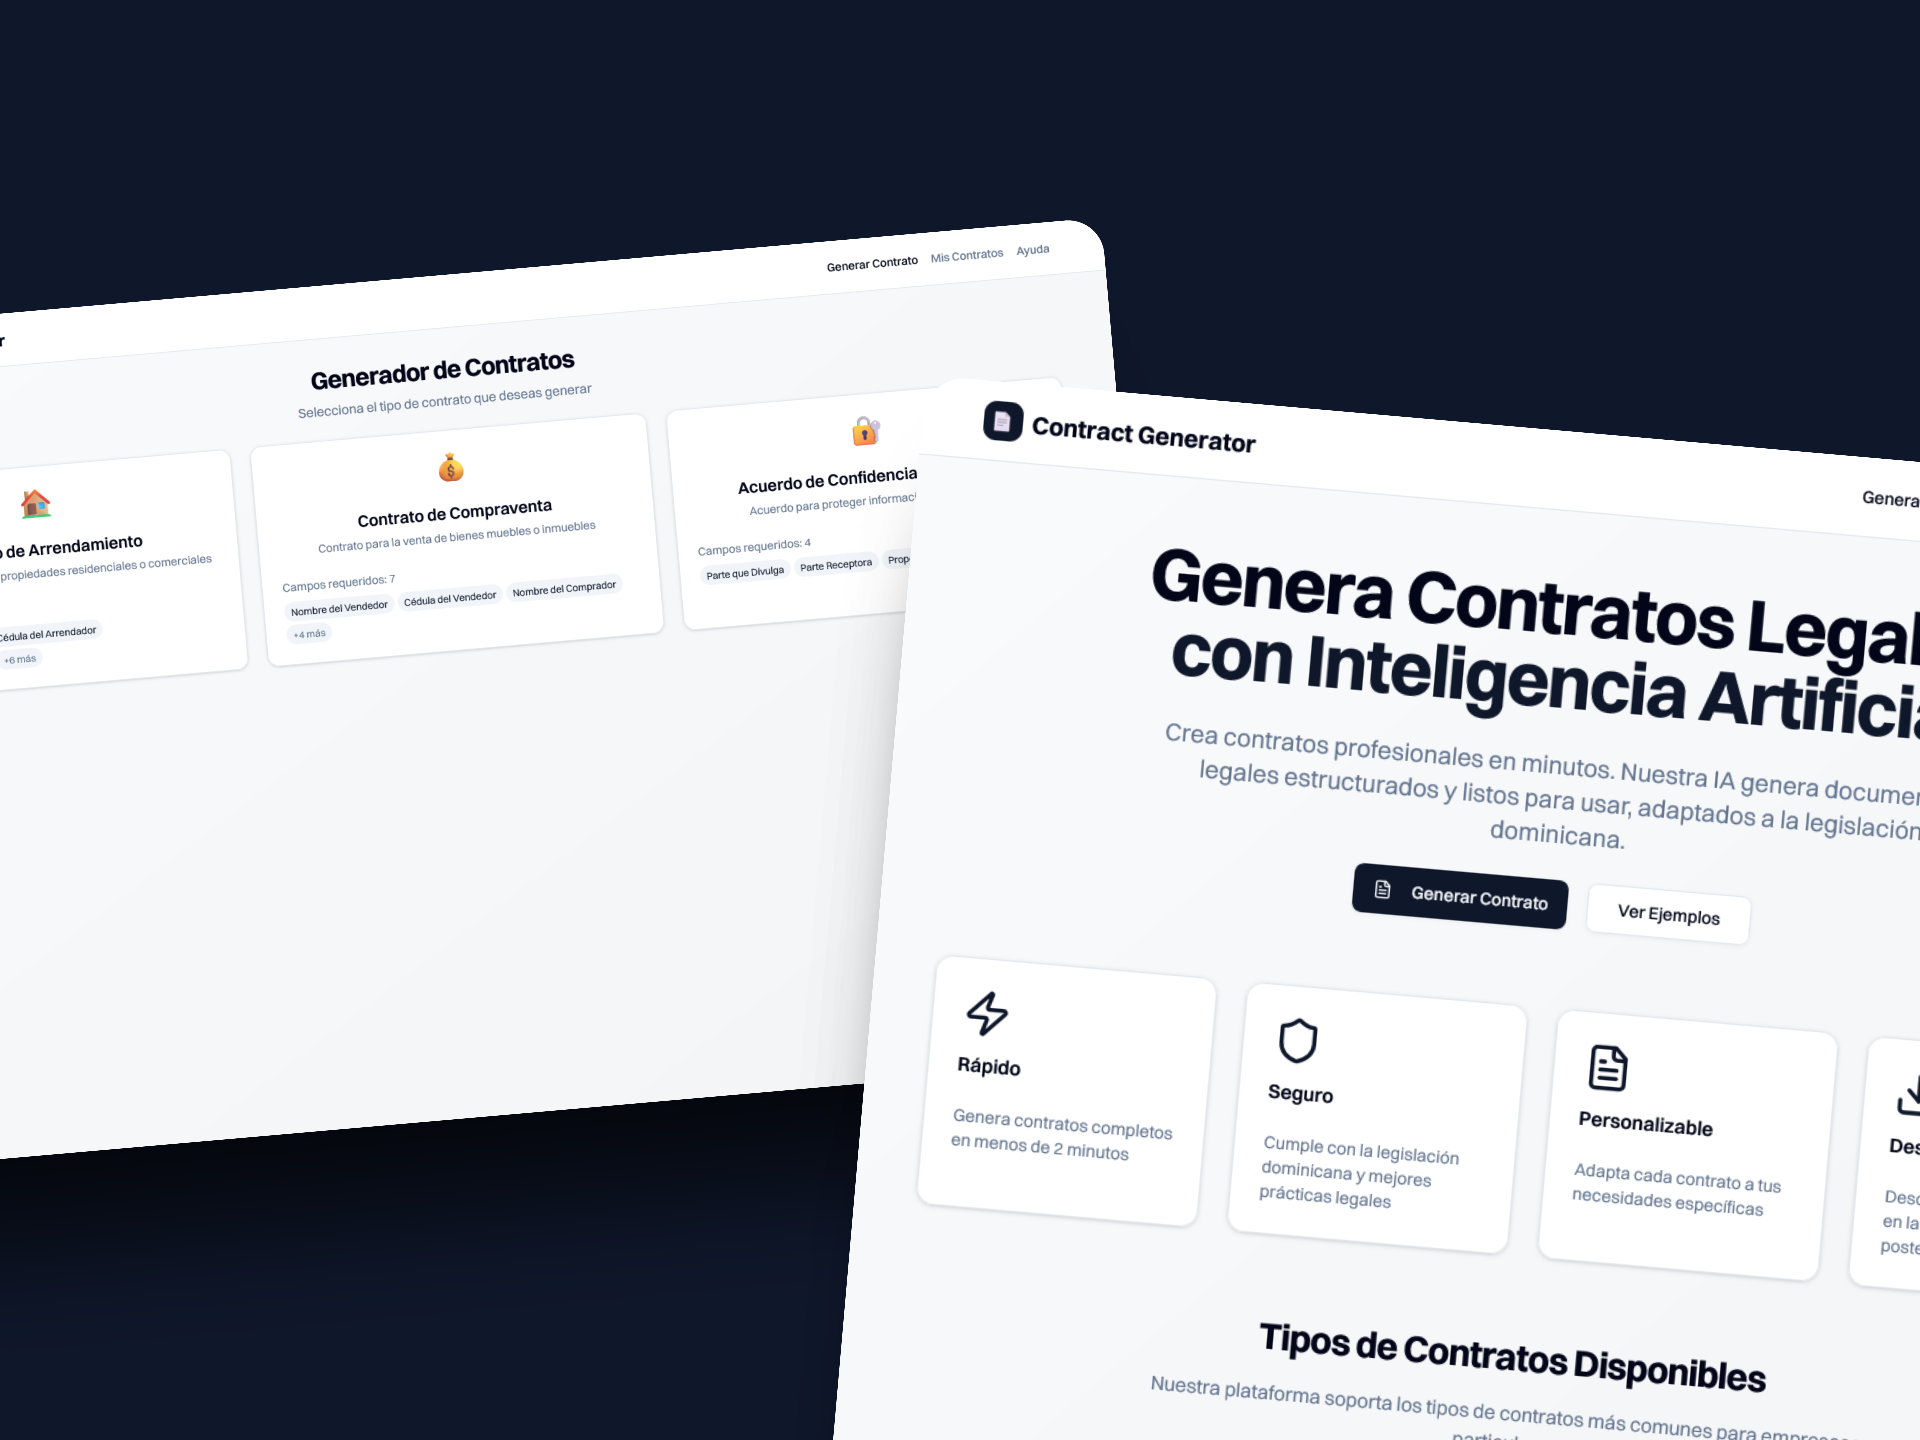 r
Generar Contrato
Mis Contratos
Ayuda
Generador de Contratos
Selecciona el tipo de contrato que deseas generar
o de Arrendamiento
propiedades residenciales o comerciales
Cédula del Arrendador
+6 más
Contrato de Compraventa
Contrato para la venta de bienes muebles o inmuebles
Campos requeridos: 7
Nombre del Vendedor
Cédula del Vendedor
Nombre del Comprador
+4 más
Acuerdo de Confidencia
Acuerdo para proteger informac
Campos requeridos: 4
Parte que Divulga
Parte Receptora
Prop
Contract Generator
Genera
Genera Contratos Legal
con Inteligencia Artificia
Crea contratos profesionales en minutos. Nuestra IA genera documen
legales estructurados y listos para usar, adaptados a la legislación
dominicana.
Generar Contrato
Ver Ejemplos
Rápido
Genera contratos completos
en menos de 2 minutos
Seguro
Cumple con la legislación
dominicana y mejores
prácticas legales
Personalizable
Adapta cada contrato a tus
necesidades específicas
Des
Desc
en la
poste
Tipos de Contratos Disponibles
Nuestra plataforma soporta los tipos de contratos más comunes para empresas